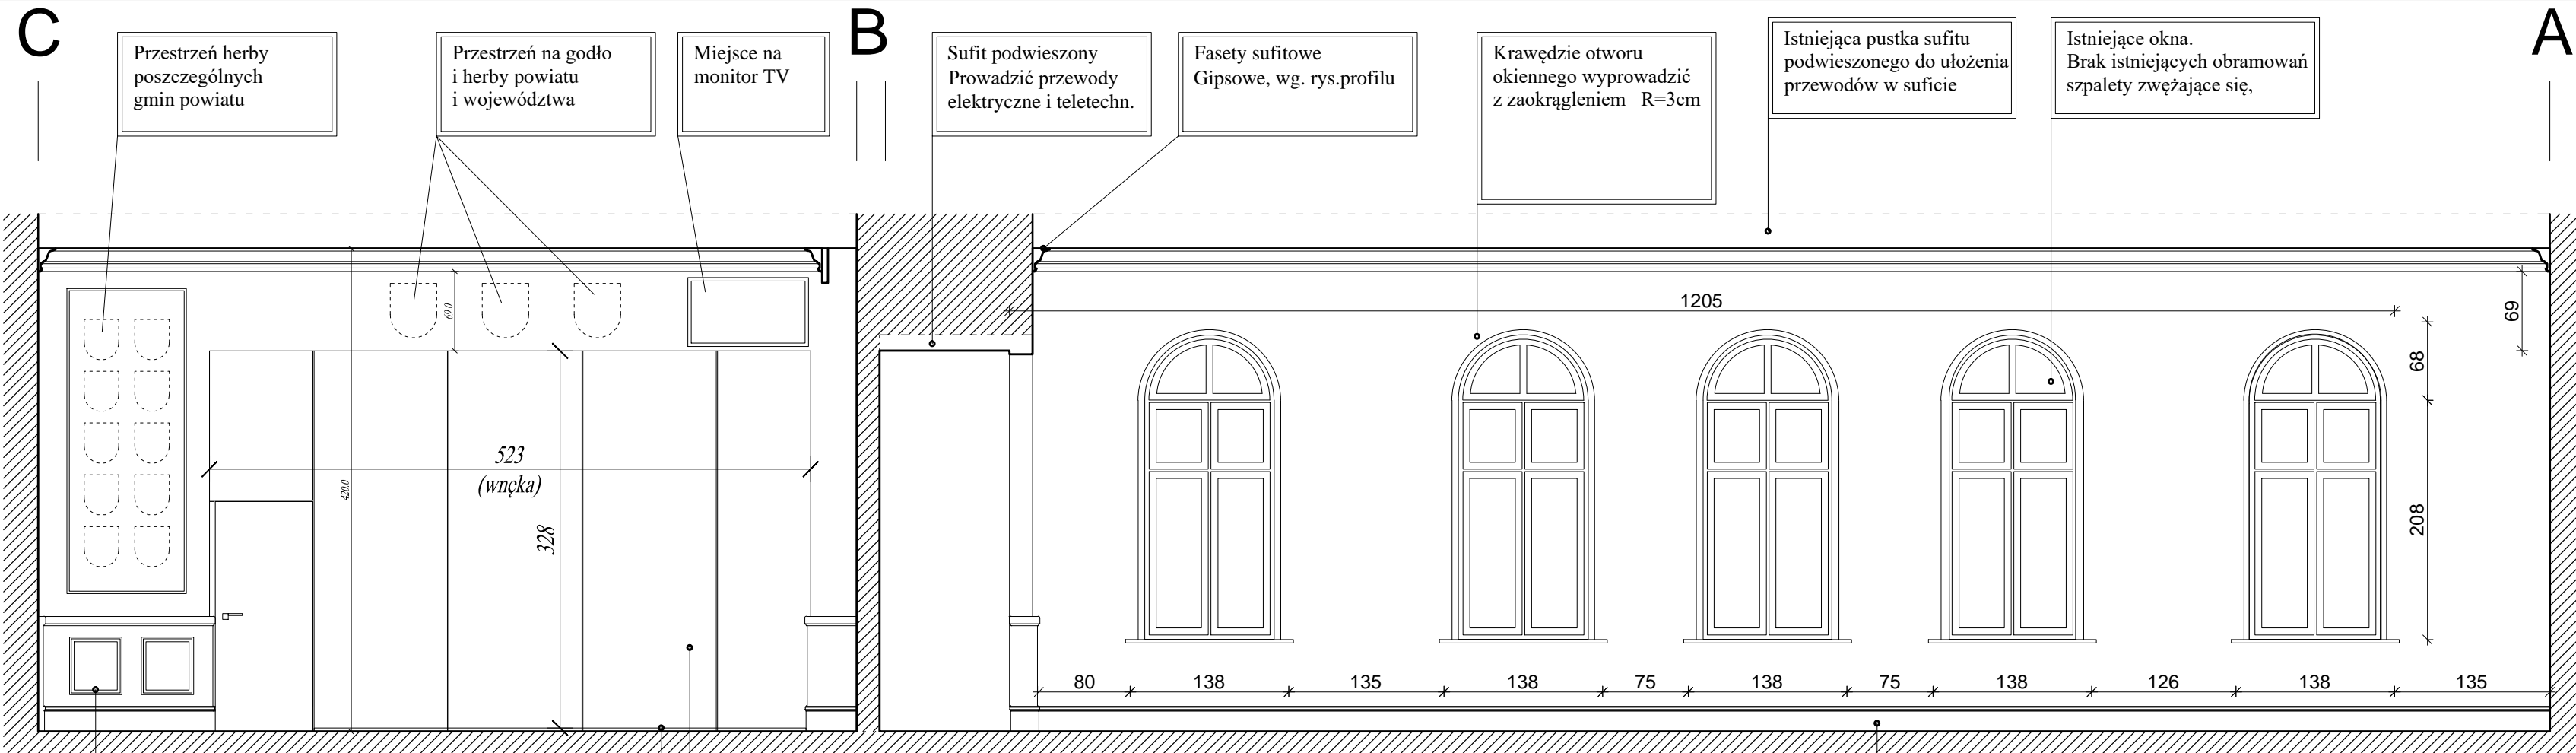 C
Przestrzeń herby
poszczególnych
gmin powiatu
Przestrzeń na godło
i herby powiatu
i województwa
Miejsce na
monitor TV
B
Sufit podwieszony
Prowadzić przewody
elektryczne i teletechn.
Fasety sufitowe
Gipsowe, wg. rys.profilu
Krawędzie otworu
okiennego wyprowadzić
z zaokrągleniem R=3cm
Istniejąca pustka sufitu
podwieszonego do ułożenia
przewodów w suficie
Istniejące okna.
Brak istniejących obramowań
szpalety zwężające się,
A
69.0
420.0
523
(wnęka)
328
1205
69
68
208
80 138 135 138 75 138 75 138 126 138 135